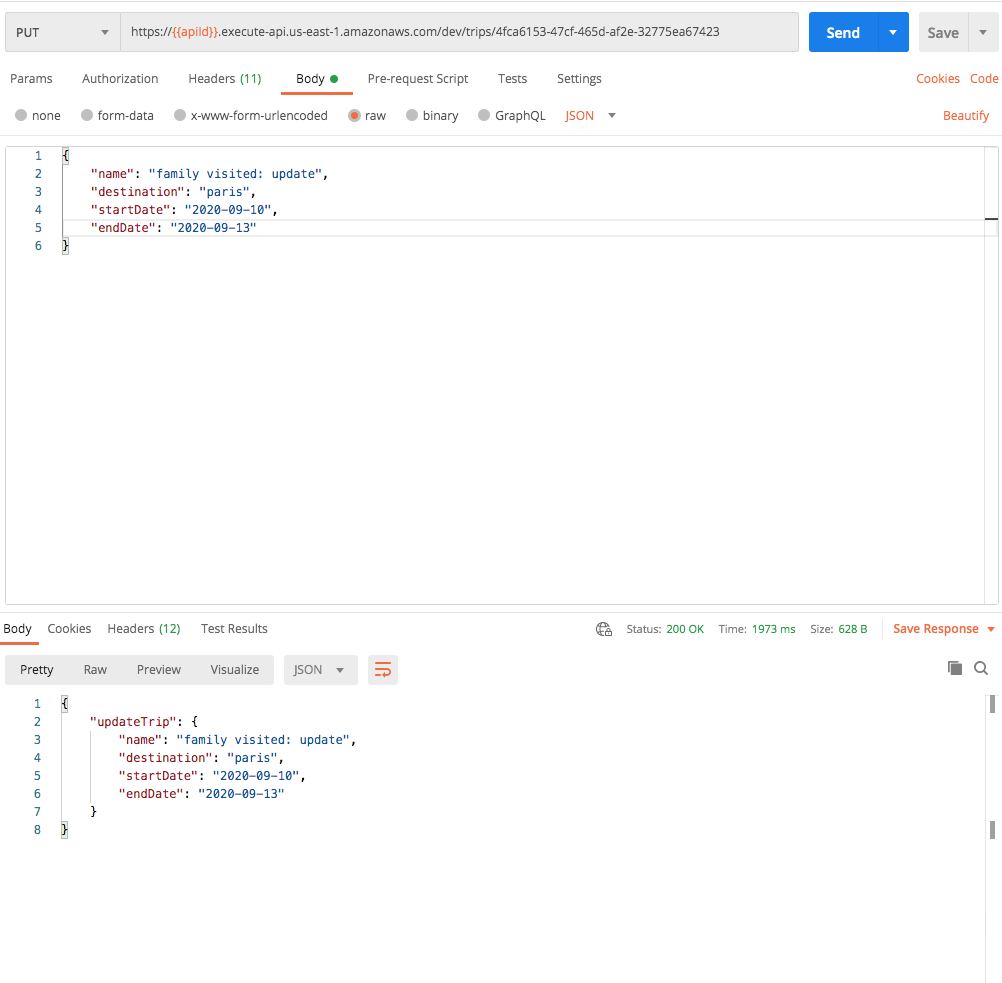 PUT https://{{apiId}}.execute-api.us-east-1.amazonaws.com/dev/trips/4fca6153-47cf-465d-af2e-32775ea67423 Send Save
Params Authorization Headers (11) Body Pre-request Script Tests Settings Cookies Code
none form-data x-www-form-urlencoded raw binary GraphQL JSON Beautify
1 {
2 "name": "family visited: update",
3 "destination": "paris",
4 "startDate": "2020-09-10",
5 "endDate": "2020-09-13"
6 }
Body Cookies Headers (12) Test Results Status: 200 OK Time: 1973 ms Size: 628 B Save Response
Pretty Raw Preview Visualize JSON
1 {
2 "updateTrip": {
3 "name": "family visited: update",
4 "destination": "paris",
5 "startDate": "2020-09-10",
6 "endDate": "2020-09-13"
7 }
8 }